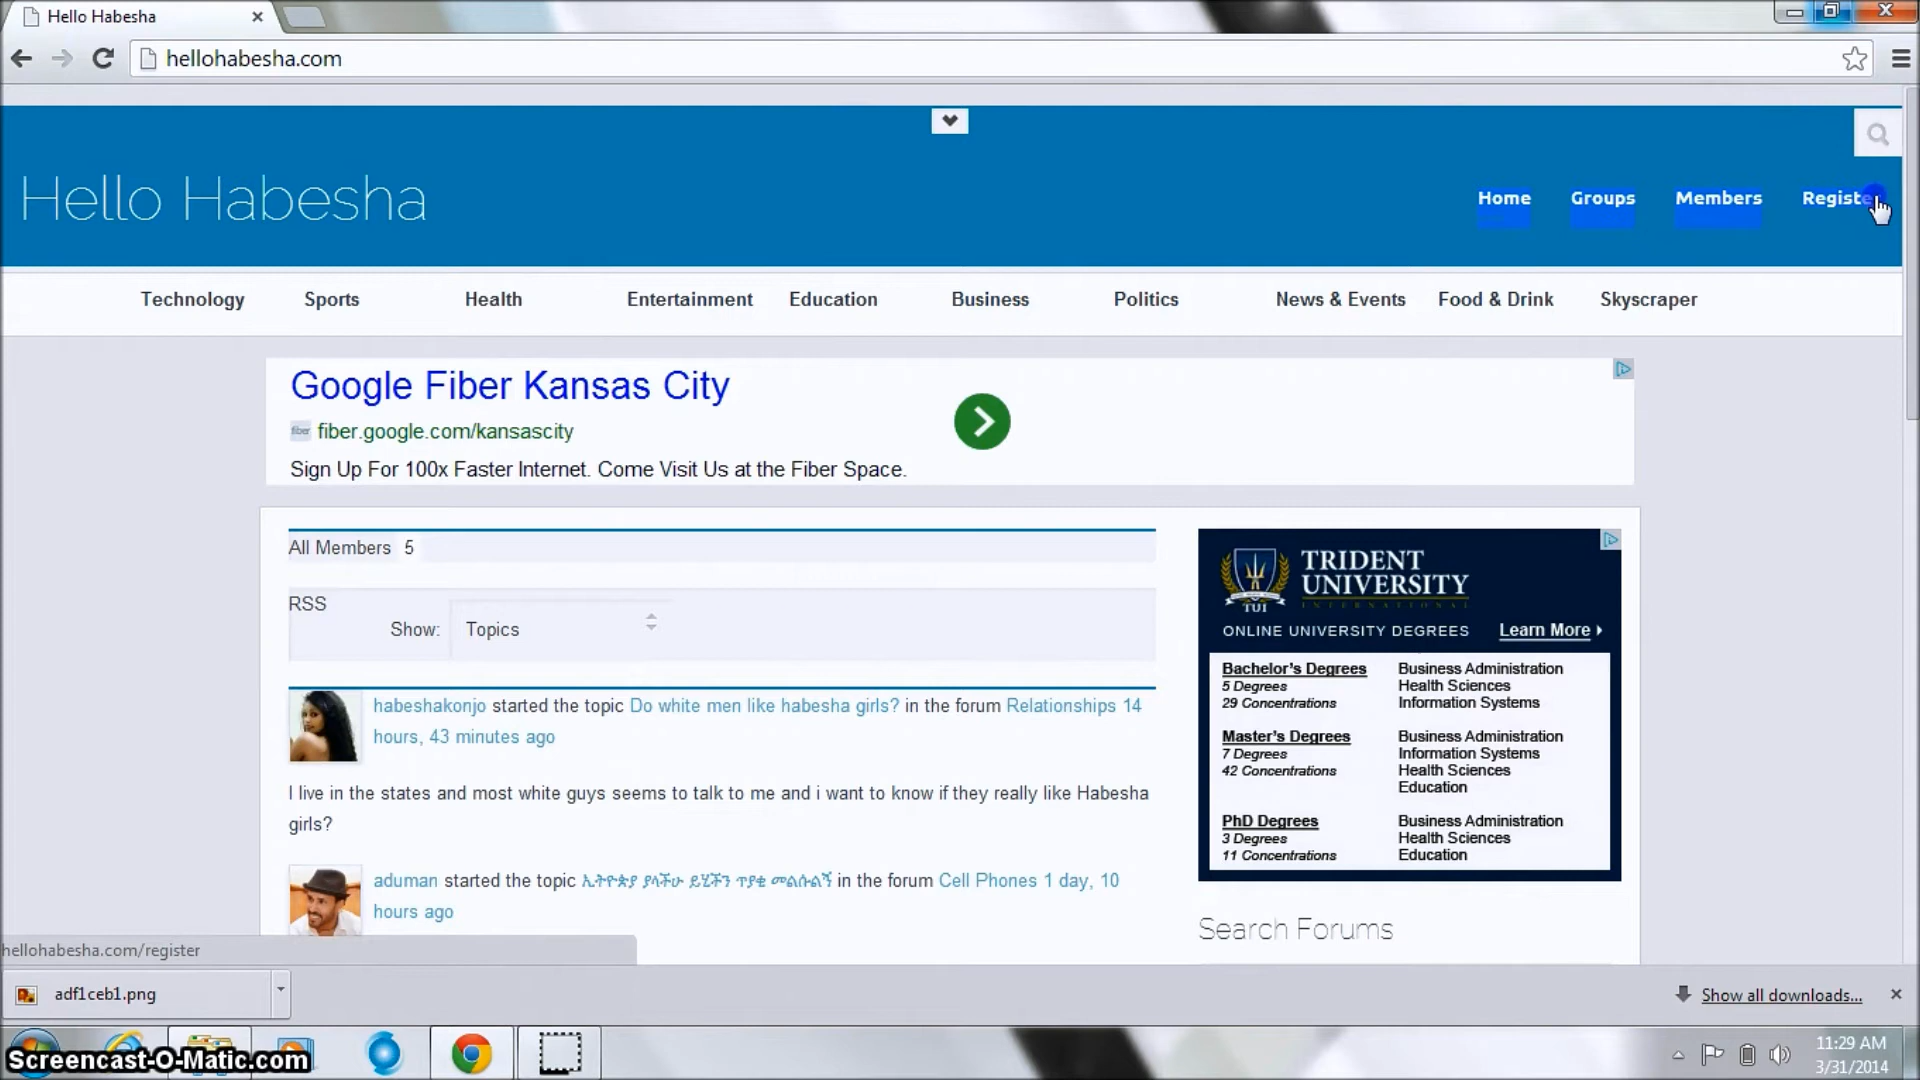 Hello Habesha
hellohabesha.com
Hello Habesha
Home Groups Members Registe
Technology Sports Health Entertainment Education Business Politics News & Events Food & Drink Skyscraper
Google Fiber Kansas City
fiber fiber.google.com/kansascity
Sign Up For 100x Faster Internet. Come Visit Us at the Fiber Space.
All Members 5
RSS
Show: Topics
habeshakonjo started the topic Do white men like habesha girls? in the forum Relationships 14
hours, 43 minutes ago
I live in the states and most white guys seems to talk to me and i want to know if they really like Habesha
girls?
aduman started the topic ኢትዮጵያ ያላችሁ ይሄችን ጥያቄ መልሱልኝ in the forum Cell Phones 1 day, 10
hours ago
TRIDENT
UNIVERSITY
INTERNATIONAL
TUI
ONLINE UNIVERSITY DEGREES Learn More
Bachelor's Degrees Business Administration
5 Degrees Health Sciences
29 Concentrations Information Systems
Master's Degrees Business Administration
7 Degrees Information Systems
42 Concentrations Health Sciences
Education
PhD Degrees Business Administration
3 Degrees Health Sciences
11 Concentrations Education
Search Forums
hellohabesha.com/register
adf1ceb1.png
Show all downloads...
Screencast-O-Matic.com
11:29 AM
3/31/2014